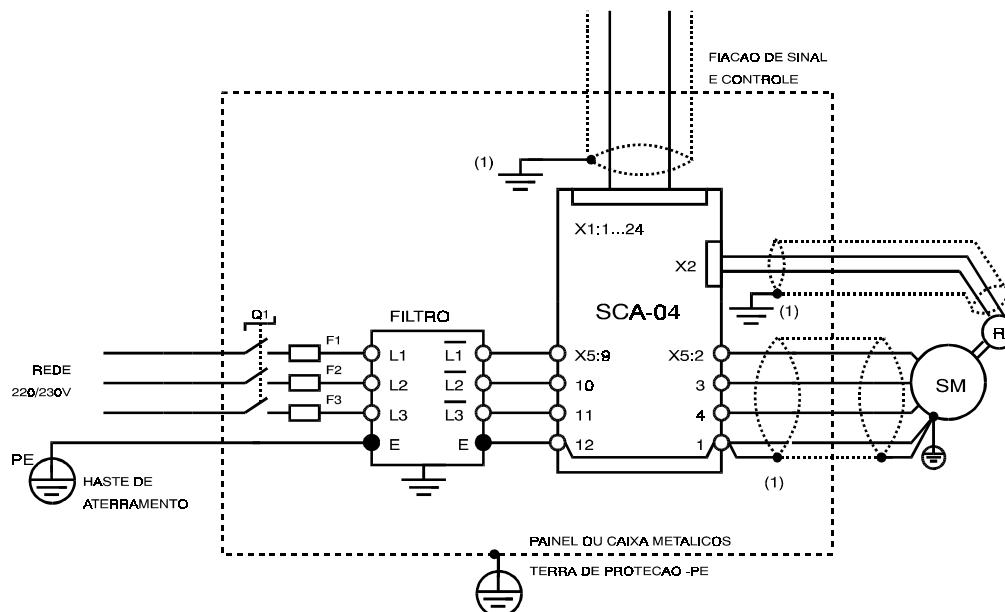 FIACAO DE SINAL
E CONTROLE
(1)
X1:1...24
X2
SCA-04
(1)
R
Q1
FILTRO
F1
L1
L1
X5:9
X5:2
REDE
F2
L2
L2
10
3
SM
220/230V
F3
L3
L3
11
4
E
E
12
1
PE
HASTE DE
ATERRAMENTO
(1)
PAINEL OU CAIXA METALICOS
TERRA DE PROTECAO -PE